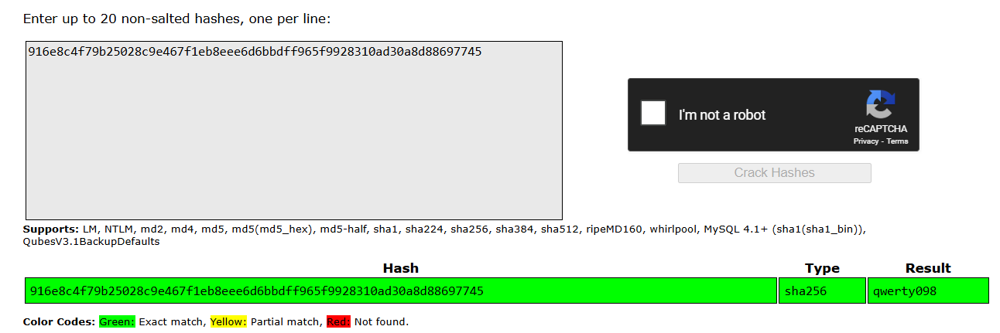 Enter up to 20 non-salted hashes, one per line:
916e8c4f79b25028c9e467f1eb8eee6d6bbdff965f9928310ad30a8d88697745
I'm not a robot
reCAPTCHA
Privacy - Terms
Crack Hashes
Supports: LM, NTLM, md2, md4, md5, md5(md5_hex), md5-half, sha1, sha224, sha256, sha384, sha512, ripeMD160, whirlpool, MySQL 4.1+ (sha1(sha1_bin)),
QubesV3.1BackupDefaults
Hash Type Result
916e8c4f79b25028c9e467f1eb8eee6d6bbdff965f9928310ad30a8d88697745 sha256 qwerty098
Color Codes: Green: Exact match, Yellow: Partial match, Red: Not found.